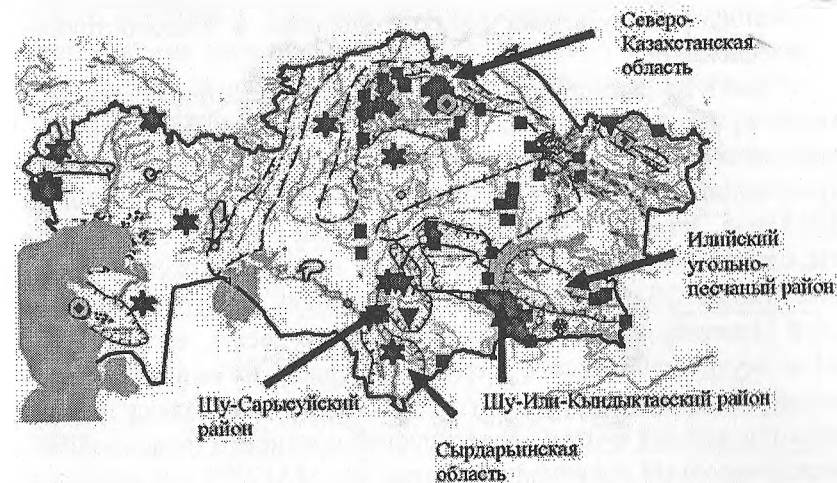 Северо-
Казахстанская
область
Илийский
угольно-
песчаный район
Шу-Сарысуйский
район
Шу-Или-Кындыктасский район
Сырдарьинская
область